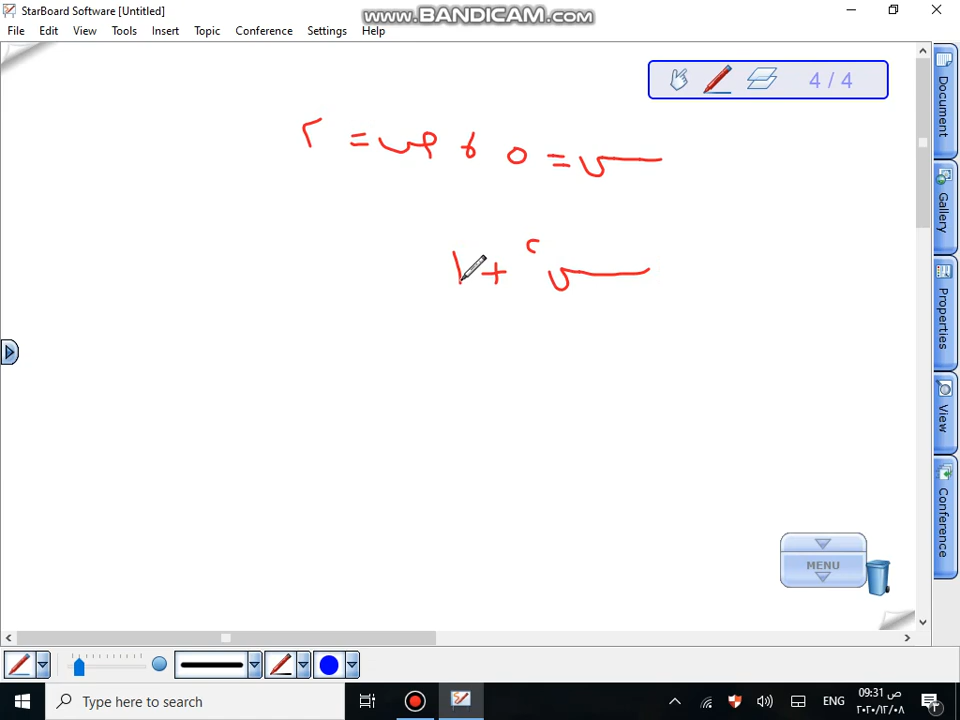 StarBoard Software [Untitled]
www.BANDICAM.com
File Edit View Tools Insert Topic Conference Settings Help
4 / 4
Document
Gallery
Properties
View
Conference
س = ٥ ، ص = ٢
س٢ +
MENU
Type here to search
ENG
ص 09:31
٢٠٢٠/١٢/٠٨